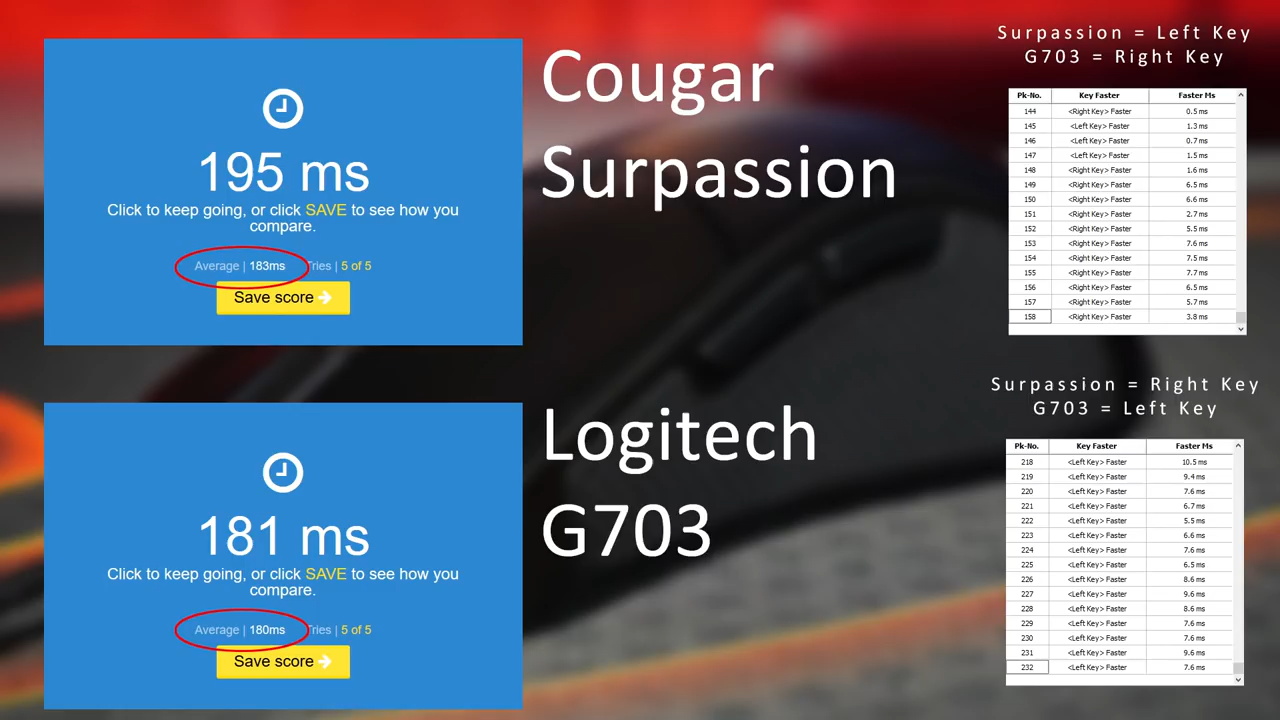 195 ms
Click to keep going, or click SAVE to see how you
compare.
Average | 183ms Tries | 5 of 5
Save score
Cougar
Surpassion
Surpassion = Left Key
G703 = Right Key
Pk-No. Key Faster Faster Ms
144 <Right Key> Faster 0.5 ms
145 <Left Key> Faster 1.3 ms
146 <Left Key> Faster 0.7 ms
147 <Left Key> Faster 1.5 ms
148 <Right Key> Faster 1.6 ms
149 <Right Key> Faster 6.5 ms
150 <Right Key> Faster 6.6 ms
151 <Right Key> Faster 2.7 ms
152 <Right Key> Faster 5.5 ms
153 <Right Key> Faster 7.6 ms
154 <Right Key> Faster 7.5 ms
155 <Right Key> Faster 7.7 ms
156 <Right Key> Faster 6.5 ms
157 <Right Key> Faster 5.7 ms
158 <Right Key> Faster 3.8 ms
181 ms
Click to keep going, or click SAVE to see how you
compare.
Average | 180ms Tries | 5 of 5
Save score
Logitech
G703
Surpassion = Right Key
G703 = Left Key
Pk-No. Key Faster Faster Ms
218 <Left Key> Faster 10.5 ms
219 <Left Key> Faster 9.4 ms
220 <Left Key> Faster 7.6 ms
221 <Left Key> Faster 6.7 ms
222 <Left Key> Faster 5.5 ms
223 <Left Key> Faster 6.6 ms
224 <Left Key> Faster 7.6 ms
225 <Left Key> Faster 6.5 ms
226 <Left Key> Faster 8.6 ms
227 <Left Key> Faster 9.6 ms
228 <Left Key> Faster 8.6 ms
229 <Left Key> Faster 7.6 ms
230 <Left Key> Faster 7.6 ms
231 <Left Key> Faster 9.6 ms
232 <Left Key> Faster 7.6 ms